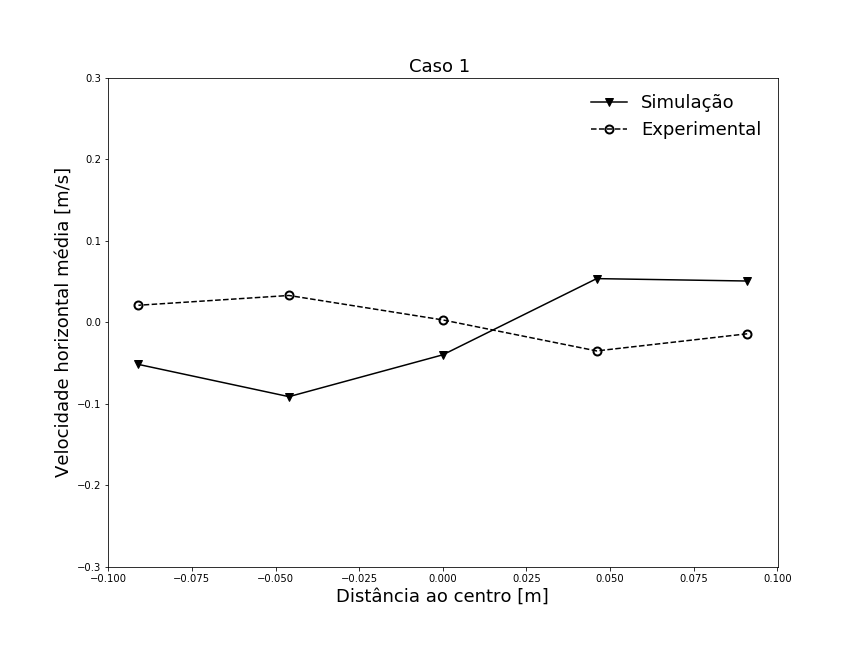 Caso 1
Simulação
Experimental
0.3
0.2
0.1
0.0
−0.1
−0.2
−0.3
Velocidade horizontal média [m/s]
−0.100 −0.075 −0.050 −0.025 0.000 0.025 0.050 0.075 0.100
Distância ao centro [m]